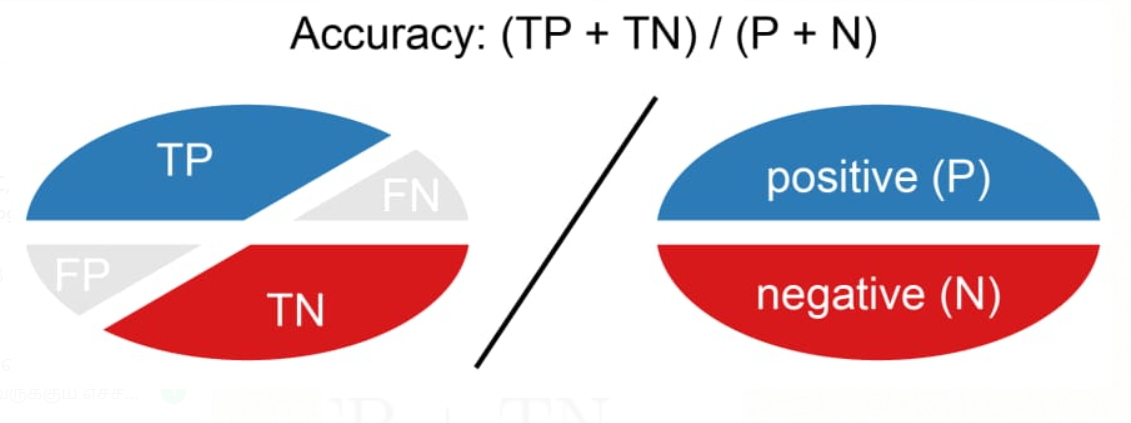 Accuracy: (TP + TN) / (P + N)
TP
FN
FP
TN
positive (P)
negative (N)